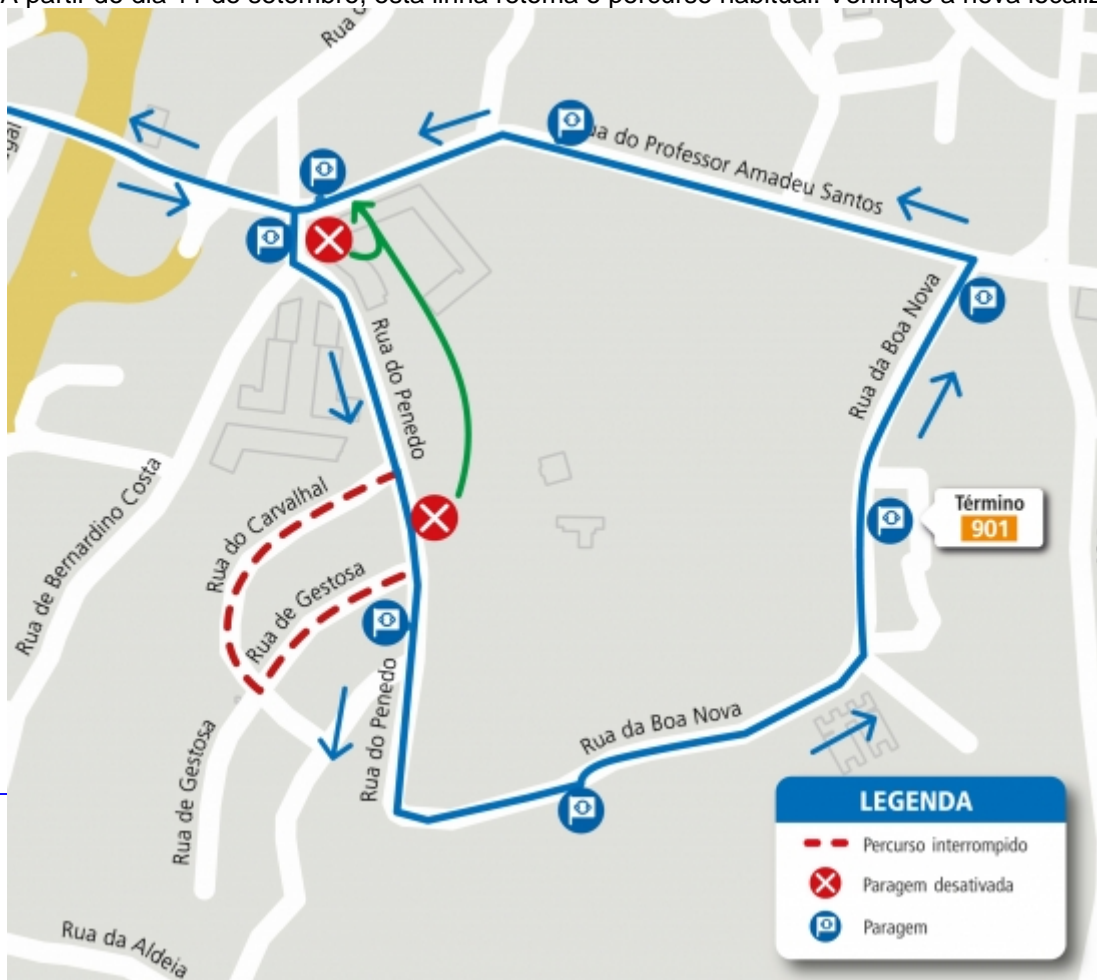 A partir do dia 11 de setembro, esta linha retoma o percurso habitual. Verifique a nova
Rua
Rua do Professor Amadeu Santos
Rua da Boa Nova
Rua do Penedo
Rua do Carvalhal
Rua de Gestosa
Rua de Bernardino Costa
Término
901
Rua do Penedo
Rua da Boa Nova
Rua de Gestosa
Rua da Aldeia
LEGENDA
Percurso interrompido
Paragem desativada
Paragem